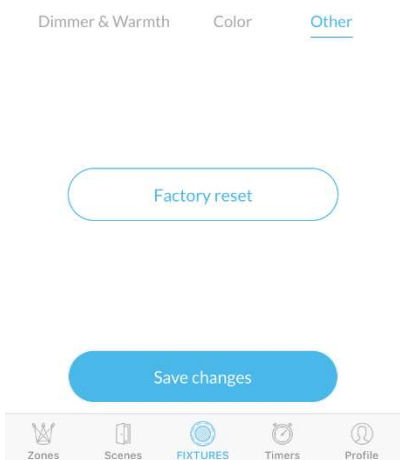 Dimmer & Warmth Color Other
Factory reset
Save changes
Zones Scenes FIXTURES Timers Profile